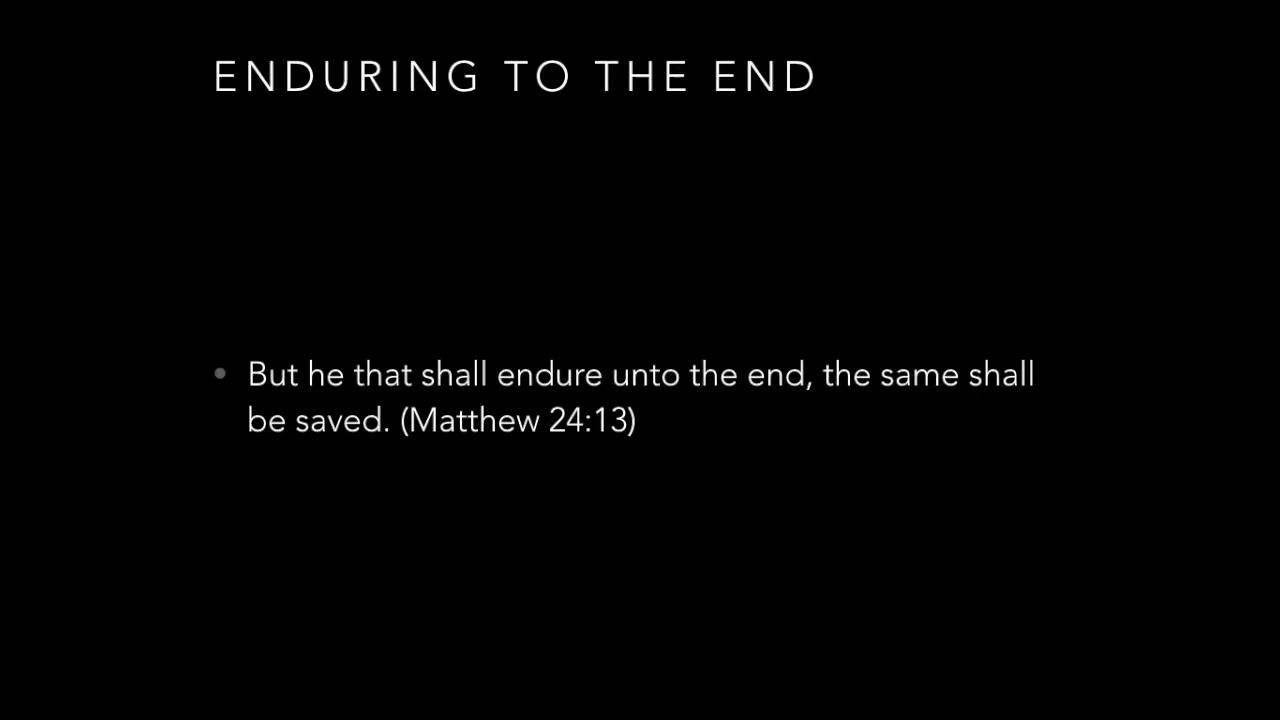 ENDURING TO THE END
• But he that shall endure unto the end, the same shall
be saved. (Matthew 24:13)